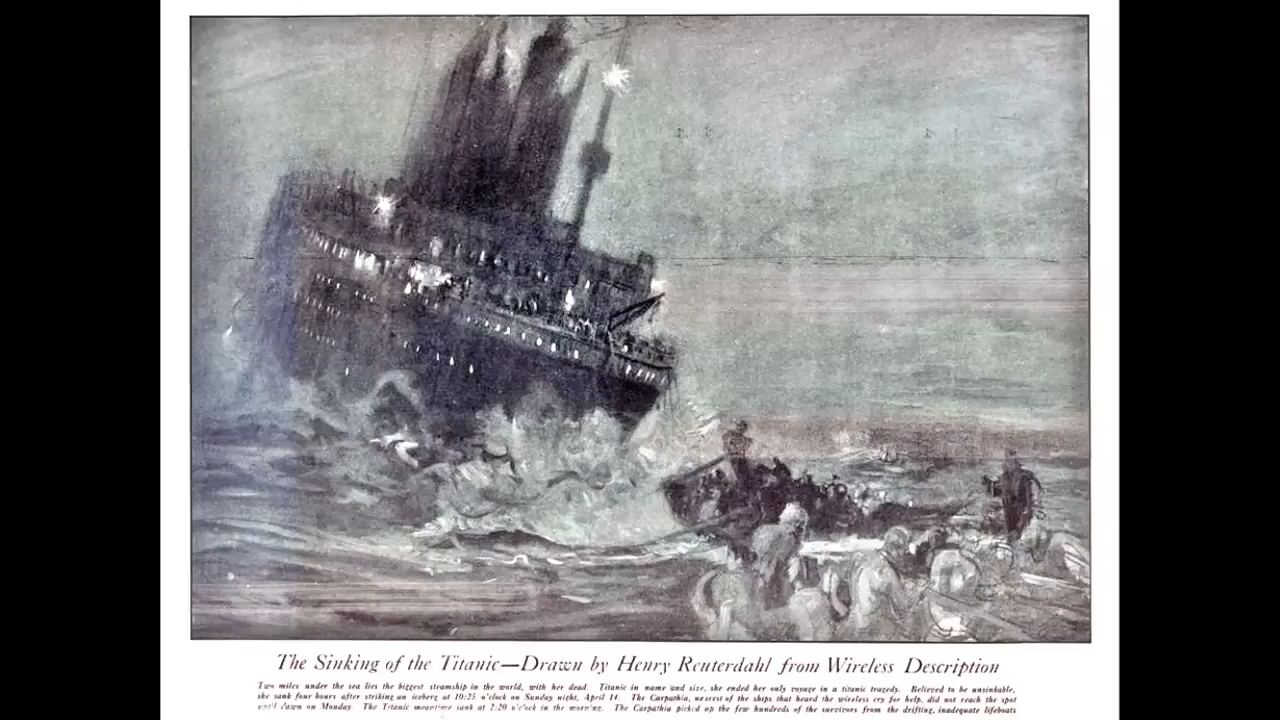 The Sinking of the Titanic—Drawn by Henry Reuterdahl from Wireless Description
Two miles under the sea lies the biggest steamship in the world, with her dead. Titanic in name and size, she ended her only voyage in a titanic tragedy. Believed to be unsinkable,
she sank four hours after striking an iceberg at 10:25 o'clock on Sunday night, April 14. The Carpathia, nearest of the ships that heard the wireless cry for help, did not reach the spot
until dawn on Monday. The Titanic meantime sank at 2:20 o'clock in the morning. The Carpathia picked up the few hundreds of the survivors from the drifting, inadequate lifeboats